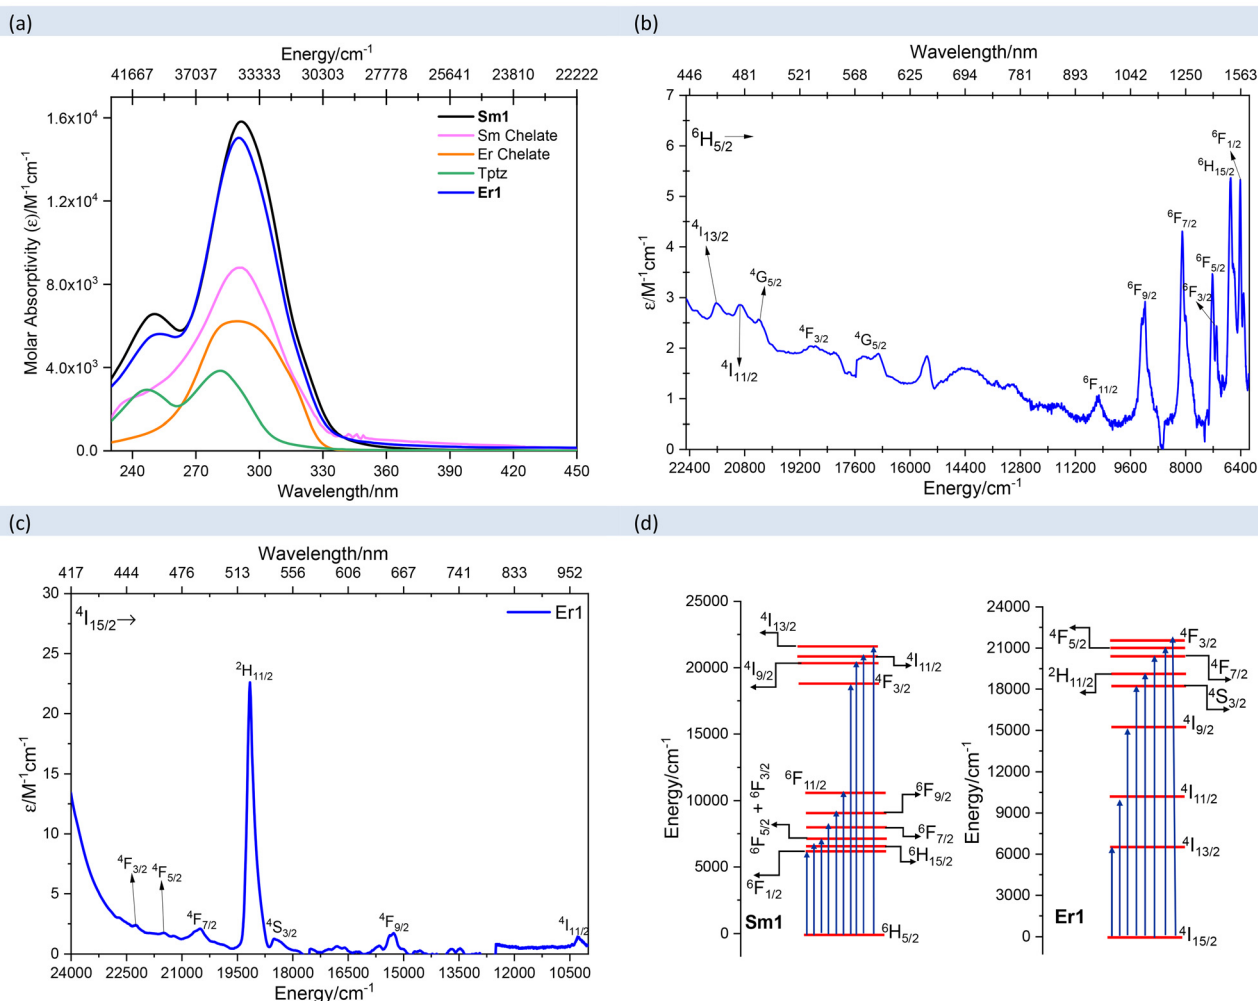 (a)
Energy/cm⁻¹
41667 37037 33333 30303 27778 25641 23810 22222
1.6x10⁴
1.2x10⁴
8.0x10³
4.0x10³
0.0
Molar Absorptivity (ε)/M⁻¹cm⁻¹
Sm1
Sm Chelate
Er Chelate
Tptz
Er1
240 270 300 330 360 390 420 450
Wavelength/nm
(b)
Wavelength/nm
446 481 521 568 625 694 781 893 1042 1250 1563
7
6
5
4
3
2
1
0
ε/M⁻¹cm⁻¹
⁶H₅/₂
⁴I₁₃/₂
⁴G₅/₂
⁴I₁₁/₂
⁴F₃/₂
⁴G₅/₂
⁶F₁₁/₂
⁶F₉/₂
⁶F₇/₂
⁶F₅/₂
⁶F₃/₂
⁶H₁₅/₂
⁶F₁/₂
22400 20800 19200 17600 16000 14400 12800 11200 9600 8000 6400
Energy/cm⁻¹
(c)
Wavelength/nm
417 444 476 513 556 606 667 741 833 952
30
25
20
15
10
5
0
ε/M⁻¹cm⁻¹
⁴I₁₅/₂→
Er1
²H₁₁/₂
⁴F₃/₂
⁴F₅/₂
⁴F₇/₂
⁴S₃/₂
⁴F₉/₂
⁴I₁₁/₂
24000 22500 21000 19500 18000 16500 15000 13500 12000 10500
Energy/cm⁻¹
(d)
25000
20000
15000
10000
5000
0
Energy/cm⁻¹
⁴I₁₃/₂
⁴I₁₁/₂
⁴I₉/₂
⁴F₃/₂
⁶F₁₁/₂
⁶F₉/₂
⁶F₅/₂ + ⁶F₃/₂
⁶F₇/₂
⁶H₁₅/₂
⁶F₁/₂
Sm1
⁶H₅/₂
24000
21000
18000
15000
12000
9000
6000
3000
0
Energy/cm⁻¹
⁴F₅/₂
⁴F₃/₂
⁴F₇/₂
²H₁₁/₂
⁴S₃/₂
⁴I₉/₂
⁴I₁₁/₂
⁴I₁₃/₂
Er1
⁴I₁₅/₂